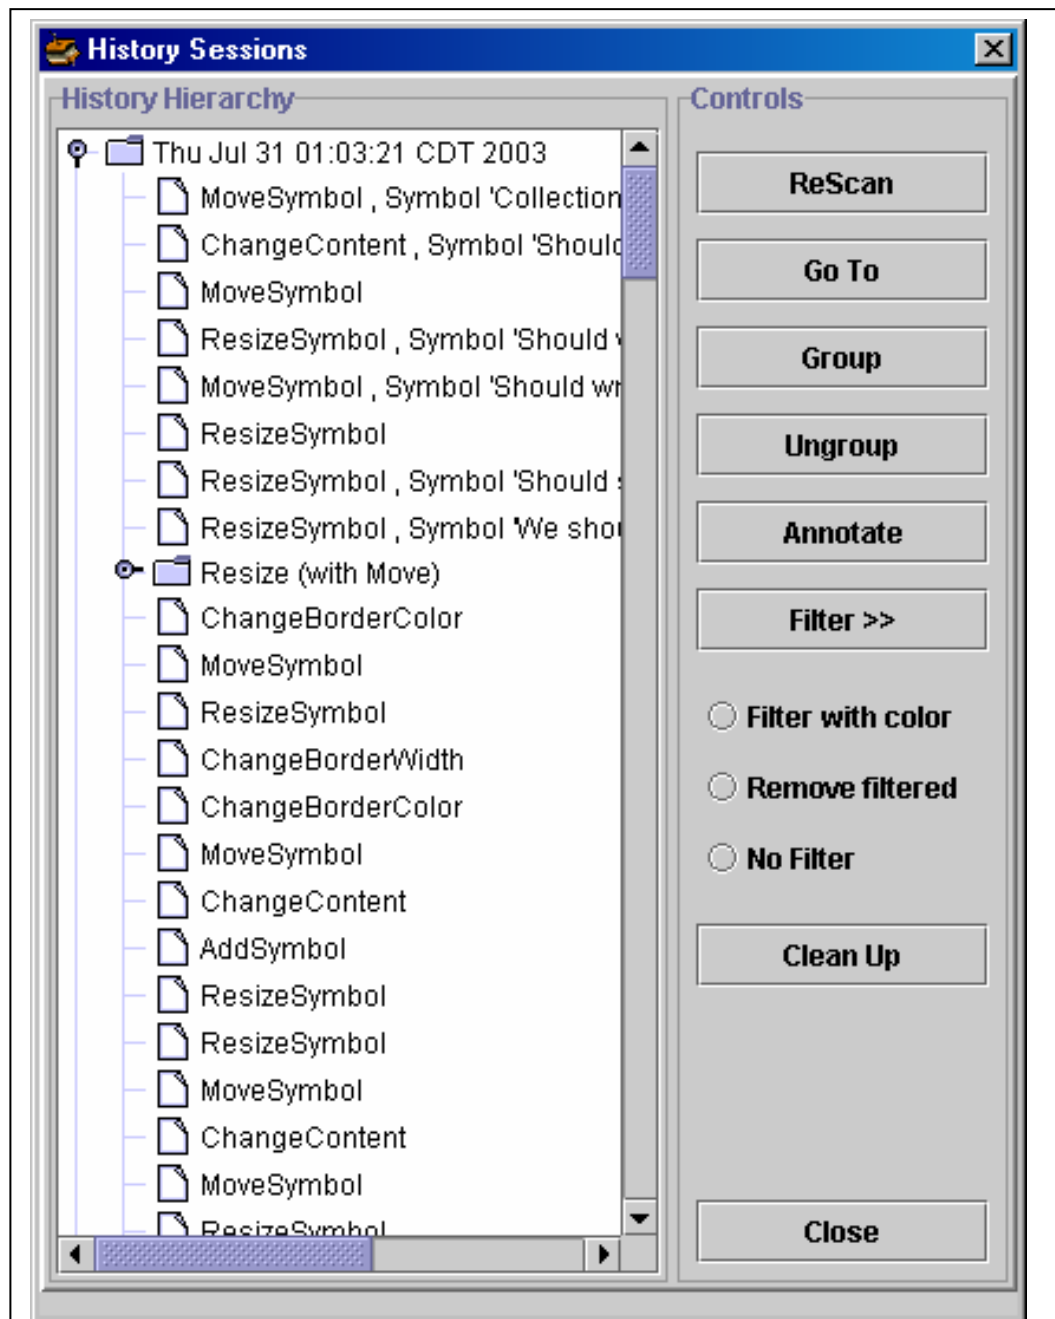 History Sessions
History Hierarchy
Thu Jul 31 01:03:21 CDT 2003
MoveSymbol , Symbol 'Collection
ChangeContent , Symbol 'Should
MoveSymbol
ResizeSymbol , Symbol 'Should
MoveSymbol , Symbol 'Should wr
ResizeSymbol
ResizeSymbol , Symbol 'Should
ResizeSymbol , Symbol 'We shou
Resize (with Move)
ChangeBorderColor
MoveSymbol
ResizeSymbol
ChangeBorderWidth
ChangeBorderColor
MoveSymbol
ChangeContent
AddSymbol
ResizeSymbol
ResizeSymbol
MoveSymbol
ChangeContent
MoveSymbol
ResizeSymbol
Controls
ReScan
Go To
Group
Ungroup
Annotate
Filter >>
Filter with color
Remove filtered
No Filter
Clean Up
Close